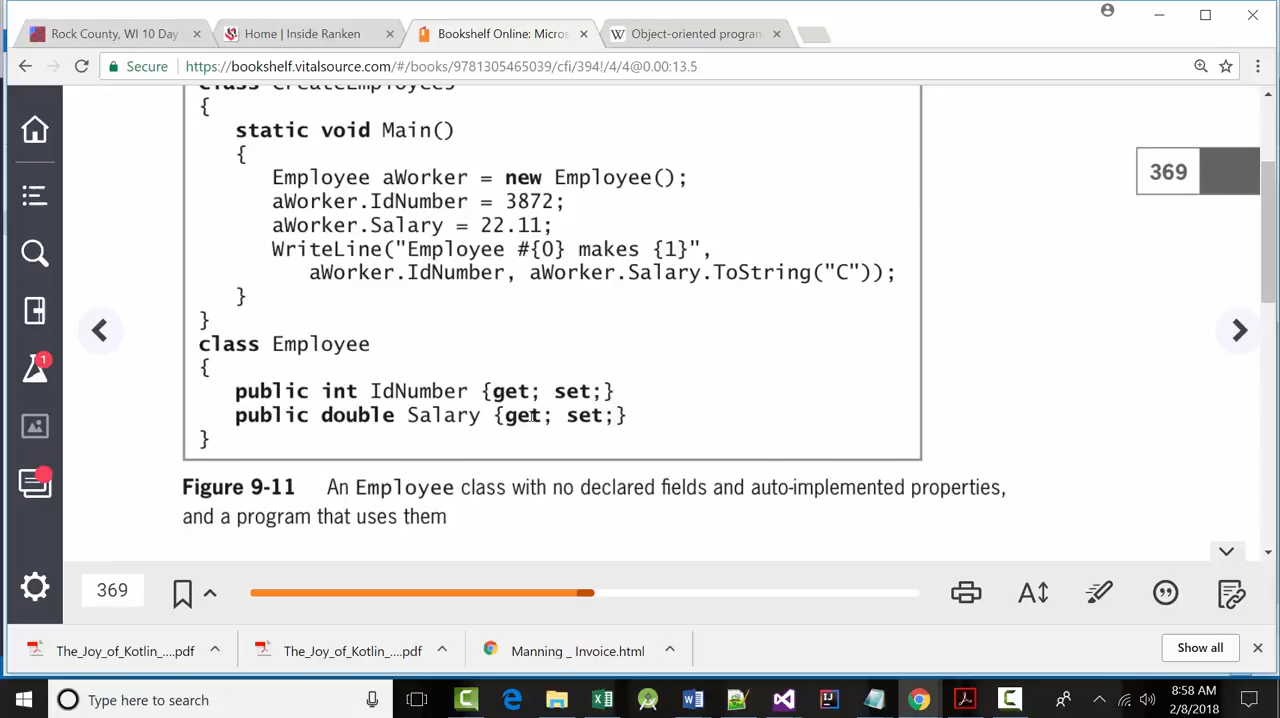 Rock County, WI 10 Day
Home | Inside Ranken
Bookshelf Online: Micros
Object-oriented program
Secure
https://bookshelf.vitalsource.com/#/books/9781305465039/cfi/394!/4/4@0.00:13.5
class CreateEmployees
{
static void Main()
{
Employee aWorker = new Employee();
aWorker.IdNumber = 3872;
aWorker.Salary = 22.11;
WriteLine("Employee #{0} makes {1}",
aWorker.IdNumber, aWorker.Salary.ToString("C"));
}
}
class Employee
{
public int IdNumber {get; set;}
public double Salary {get; set;}
}
369
Figure 9-11 An Employee class with no declared fields and auto-implemented properties,
and a program that uses them
1
369
The_Joy_of_Kotlin_....pdf
The_Joy_of_Kotlin_....pdf
Manning _ Invoice.html
Show all
Type here to search
8:58 AM
2/8/2018